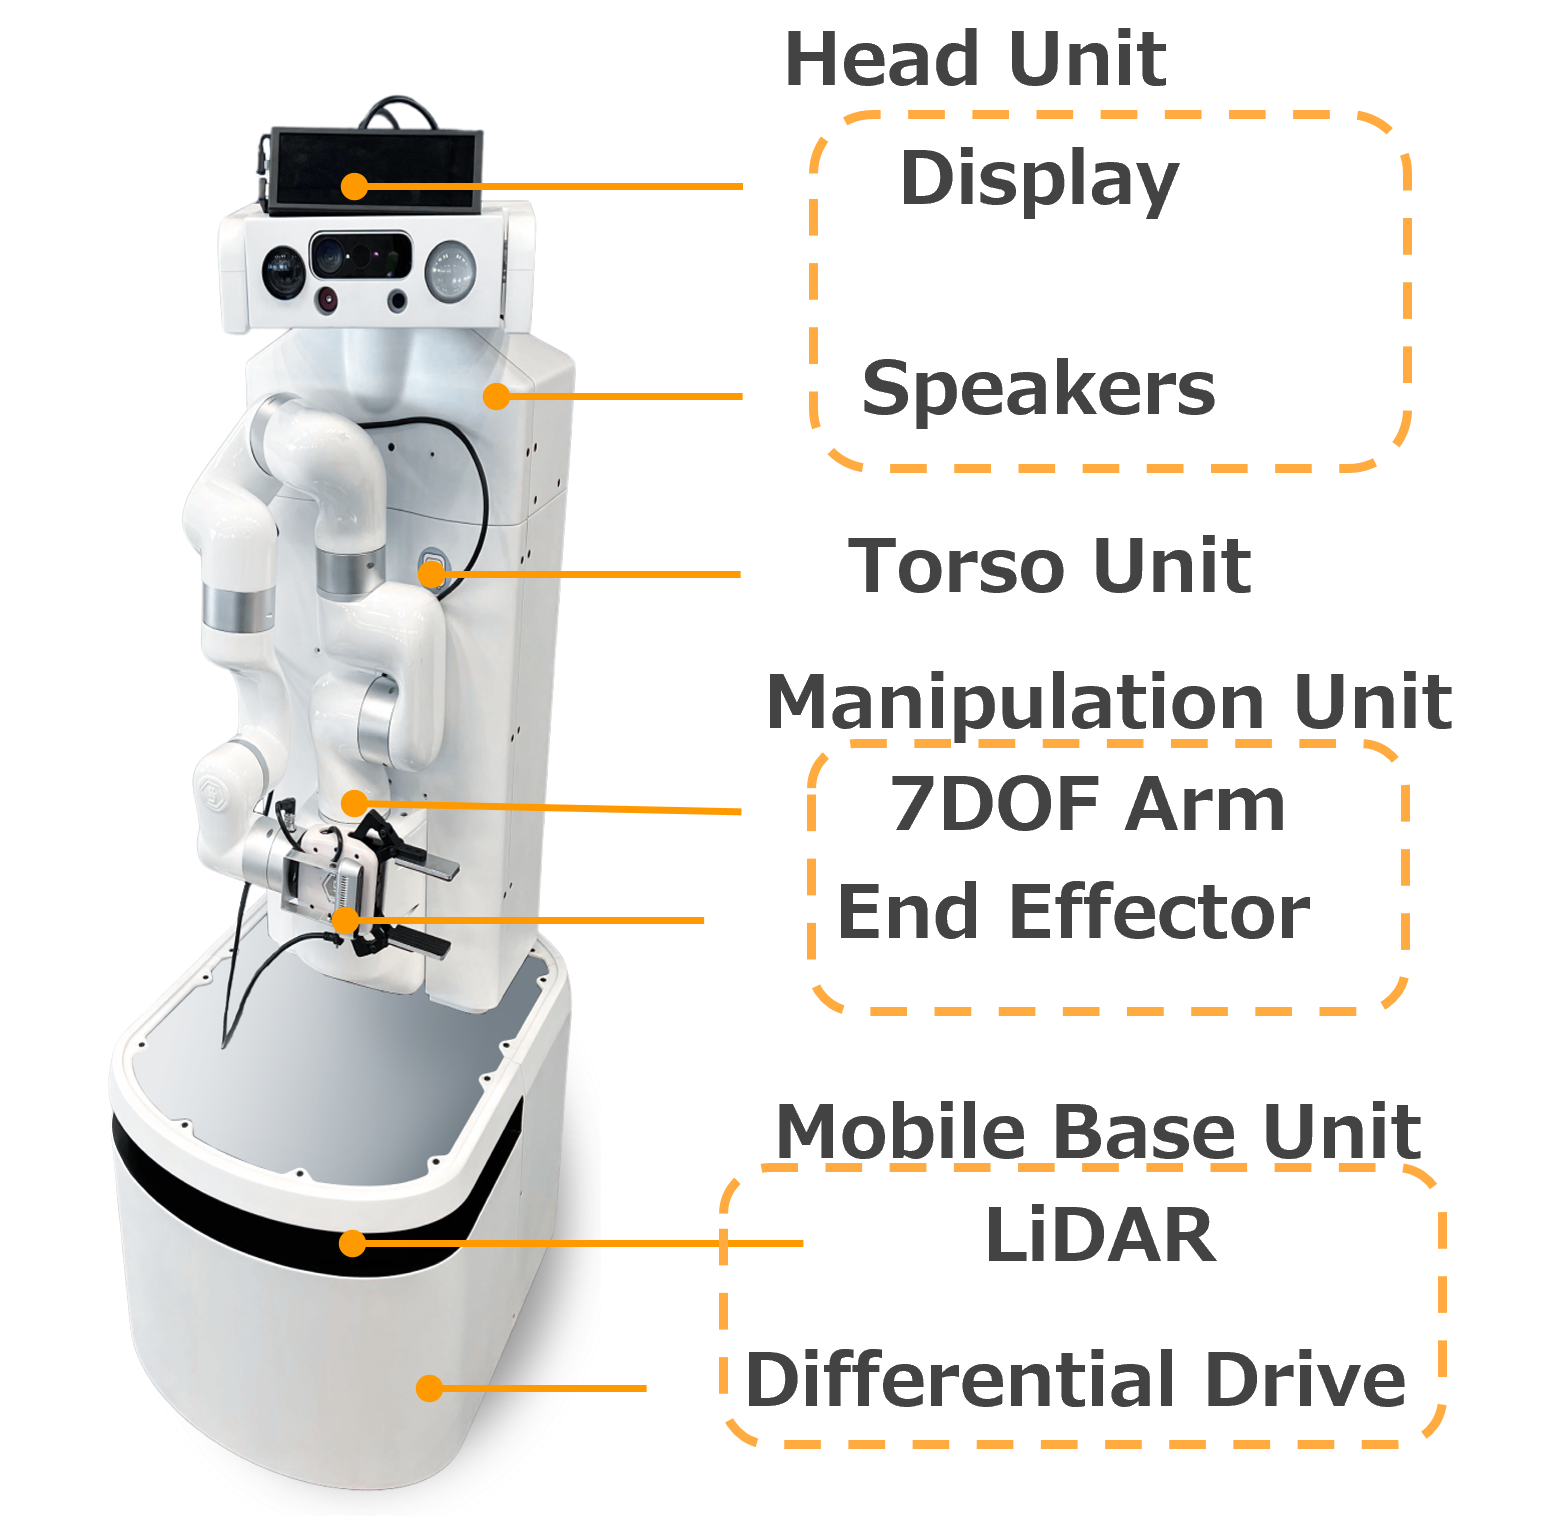 Head Unit
Display
Speakers
Torso Unit
Manipulation Unit
7DOF Arm
End Effector
Mobile Base Unit
LiDAR
Differential Drive